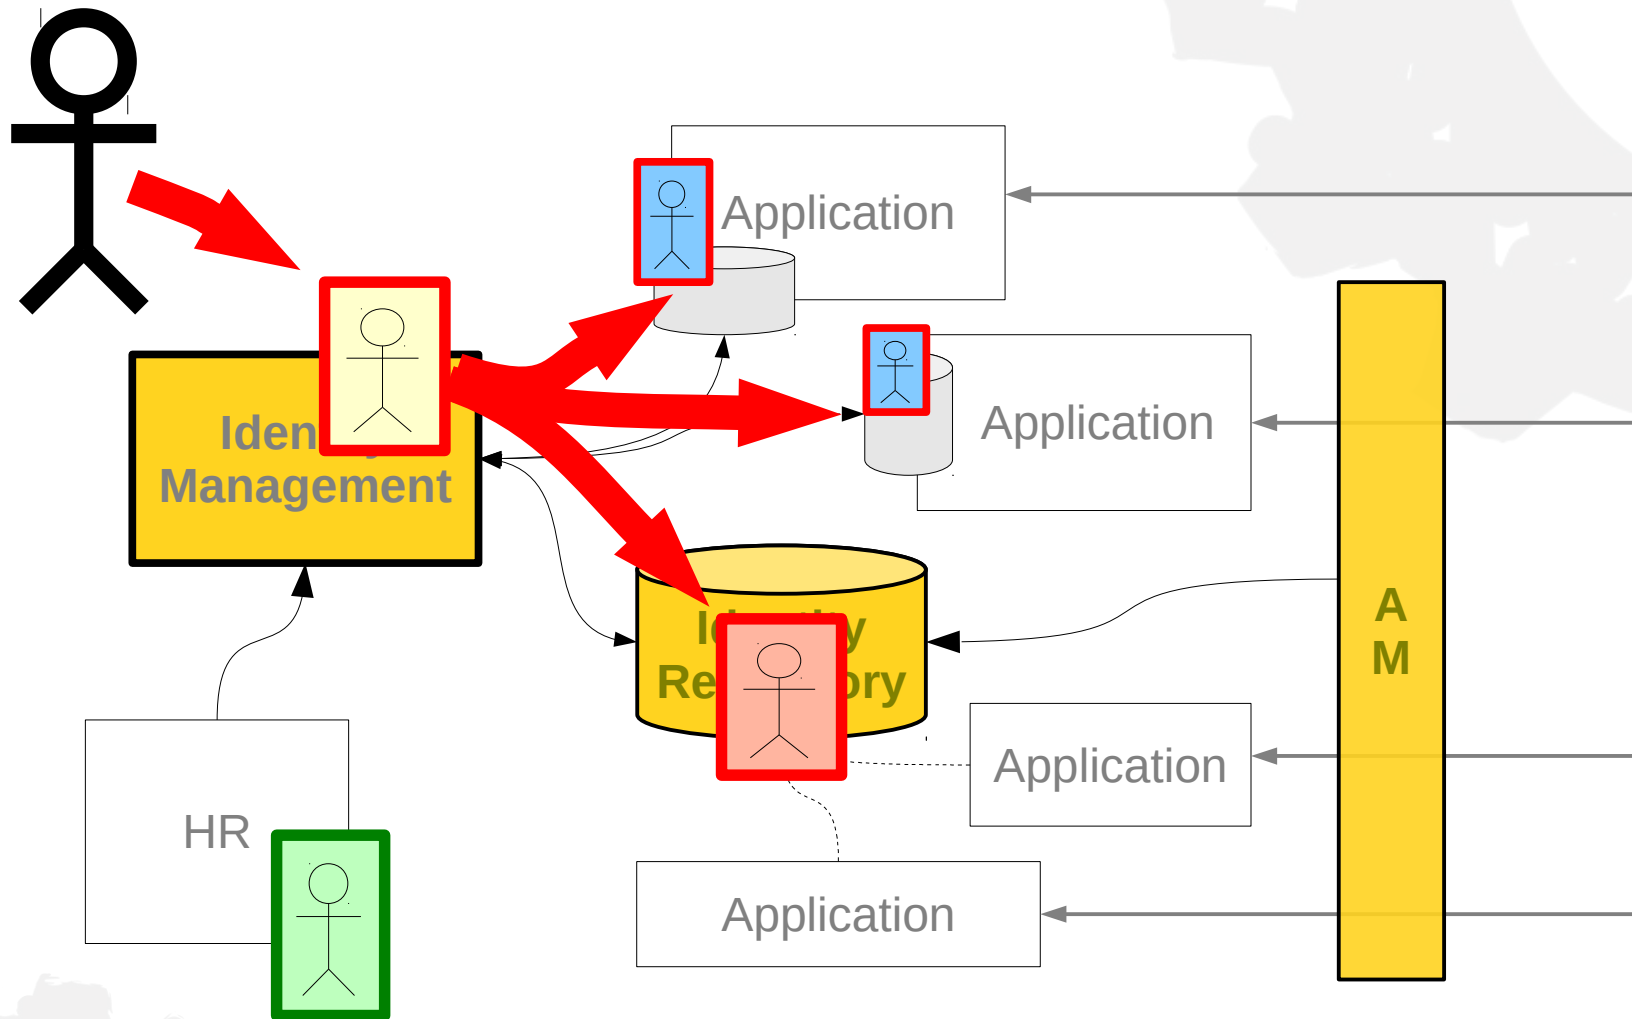 Application
Application
Iden
Management
A
M
Re ory
Application
HR
Application